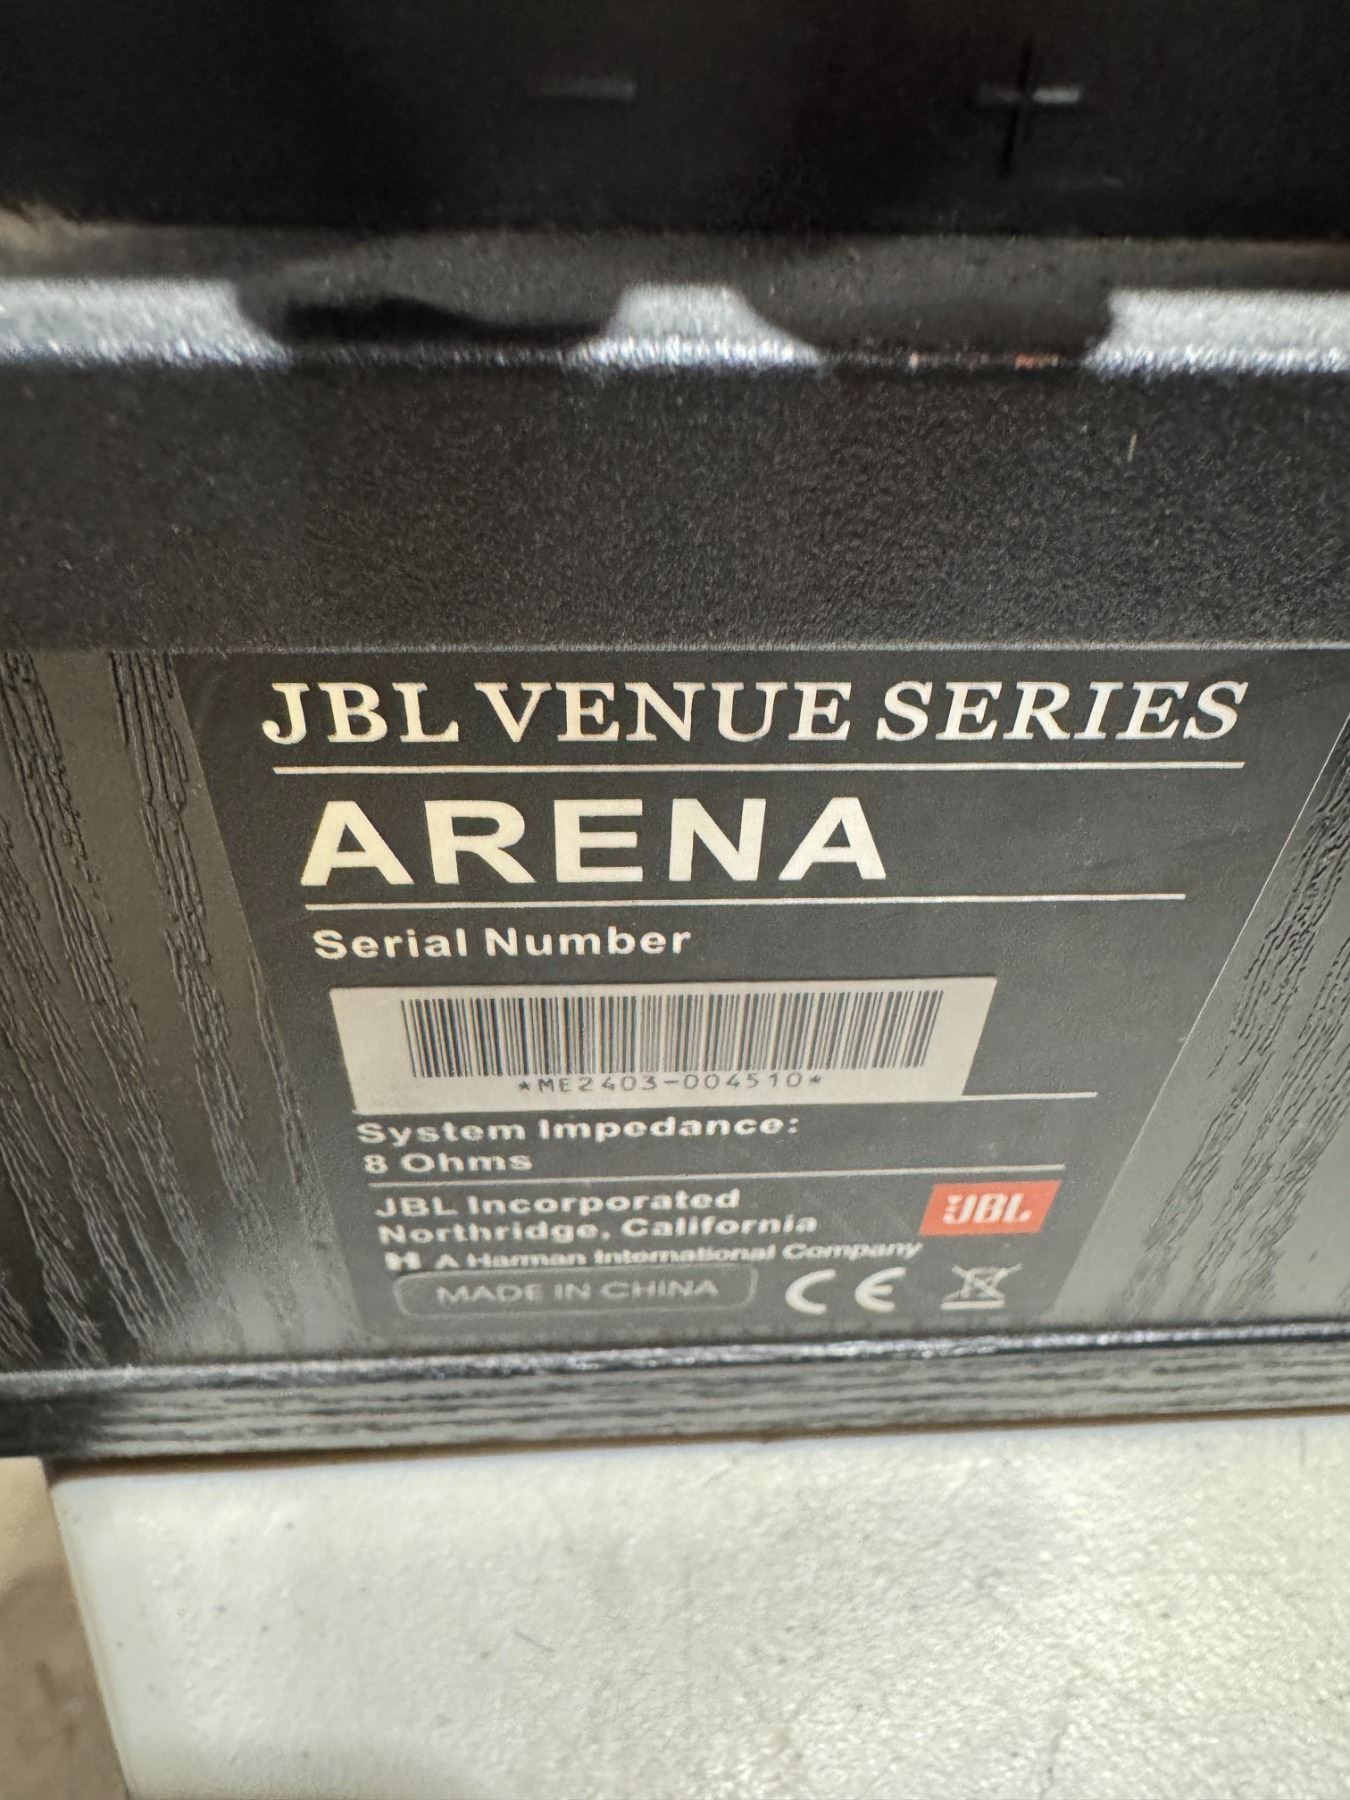 JBL VENUE SERIES
ARENA
Serial Number
*ME2403-004510*
System Impedance:
8 Ohms
JBL Incorporated
Northridge, California
JBL
H A Harman International Company
MADE IN CHINA CE